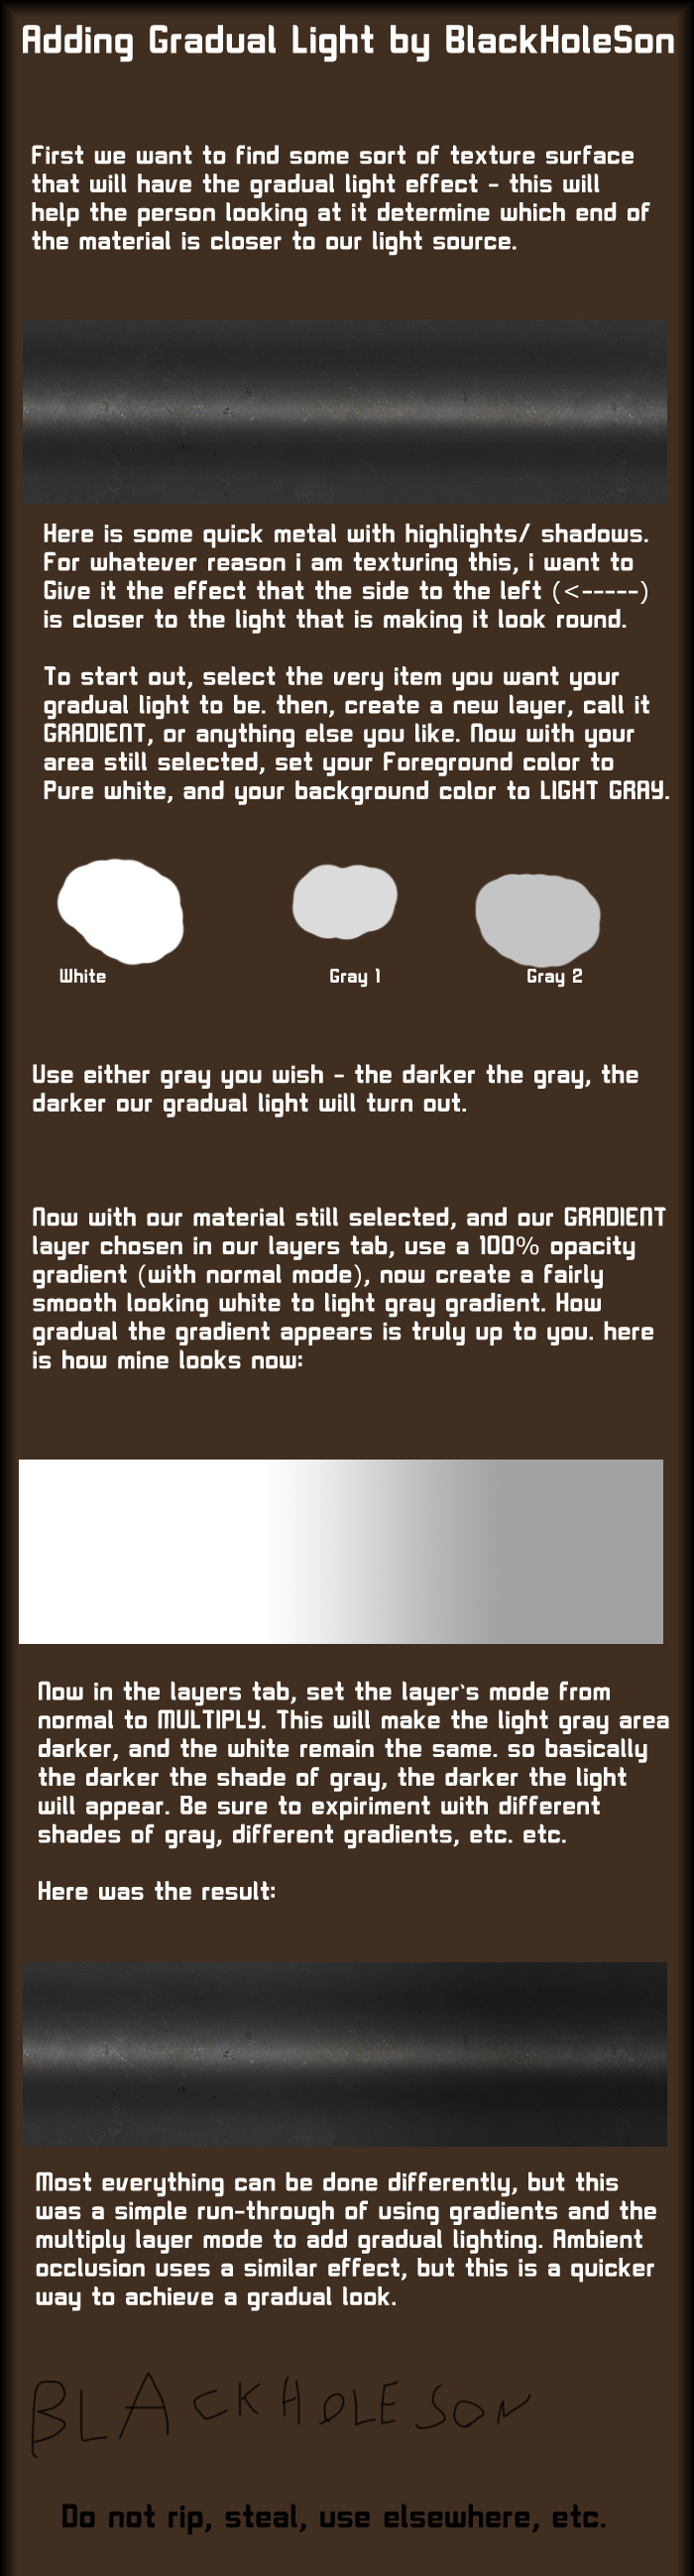 Adding Gradual Light by BlackHoleSon
First we want to find some sort of texture surface
that will have the gradual light effect - this will
help the person looking at it determine which end of
the material is closer to our light source.
Here is some quick metal with highlights/ shadows.
For whatever reason i am texturing this, i want to
Give it the effect that the side to the left (<-----)
is closer to the light that is making it look round.
To start out, select the very item you want your
gradual light to be. then, create a new layer, call it
GRADIENT, or anything else you like. Now with your
area still selected, set your Foreground color to
Pure white, and your background color to LIGHT GRAY.
White
Gray 1
Gray 2
Use either gray you wish - the darker the gray, the
darker our gradual light will turn out.
Now with our material still selected, and our GRADIENT
layer chosen in our layers tab, use a 100% opacity
gradient (with normal mode), now create a fairly
smooth looking white to light gray gradient. How
gradual the gradient appears is truly up to you. here
is how mine looks now:
Now in the layers tab, set the layer`s mode from
normal to MULTIPLY. This will make the light gray area
darker, and the white remain the same. so basically
the darker the shade of gray, the darker the light
will appear. Be sure to expiriment with different
shades of gray, different gradients, etc. etc.
Here was the result:
Most everything can be done differently, but this
was a simple run-through of using gradients and the
multiply layer mode to add gradual lighting. Ambient
occlusion uses a similar effect, but this is a quicker
way to achieve a gradual look.
BLACKHOLESON
Do not rip, steal, use elsewhere, etc.